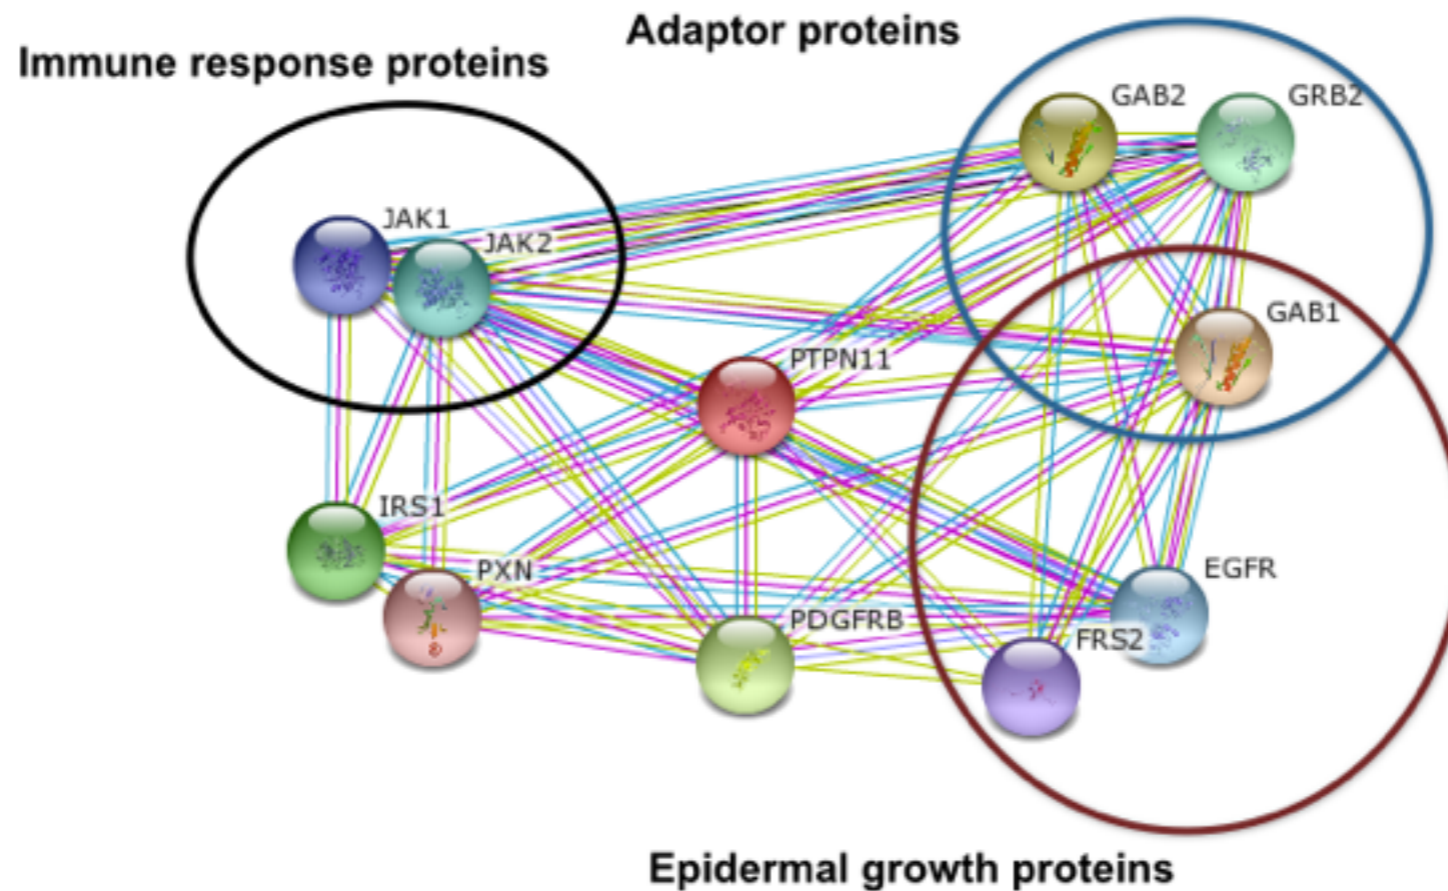 Adaptor proteins
Immune response proteins
GAB2
GRB2
JAK1
JAK2
GAB1
PTPN11
IRS1
PXN
EGFR
PDGFRB
FRS2
Epidermal growth proteins